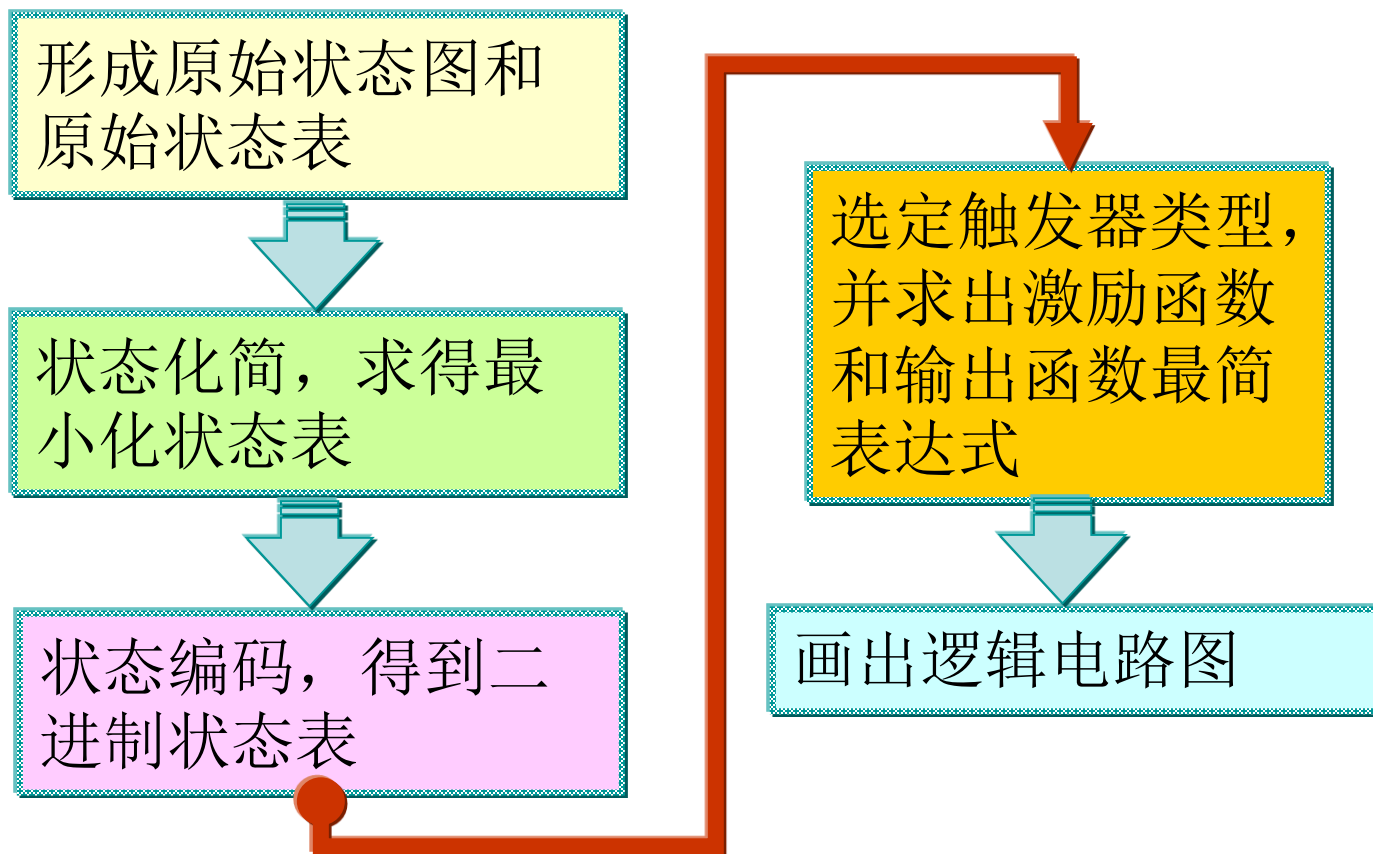 形成原始状态图和
原始状态表
状态化简，求得最
小化状态表
状态编码，得到二
进制状态表
选定触发器类型，
并求出激励函数
和输出函数最简
表达式
画出逻辑电路图